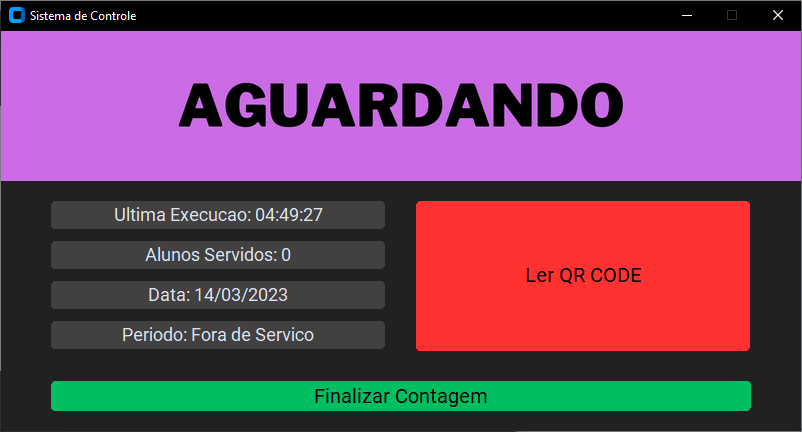 Sistema de Controle
AGUARDANDO
Ultima Execucao: 04:49:27
Alunos Servidos: 0
Data: 14/03/2023
Periodo: Fora de Servico
Ler QR CODE
Finalizar Contagem